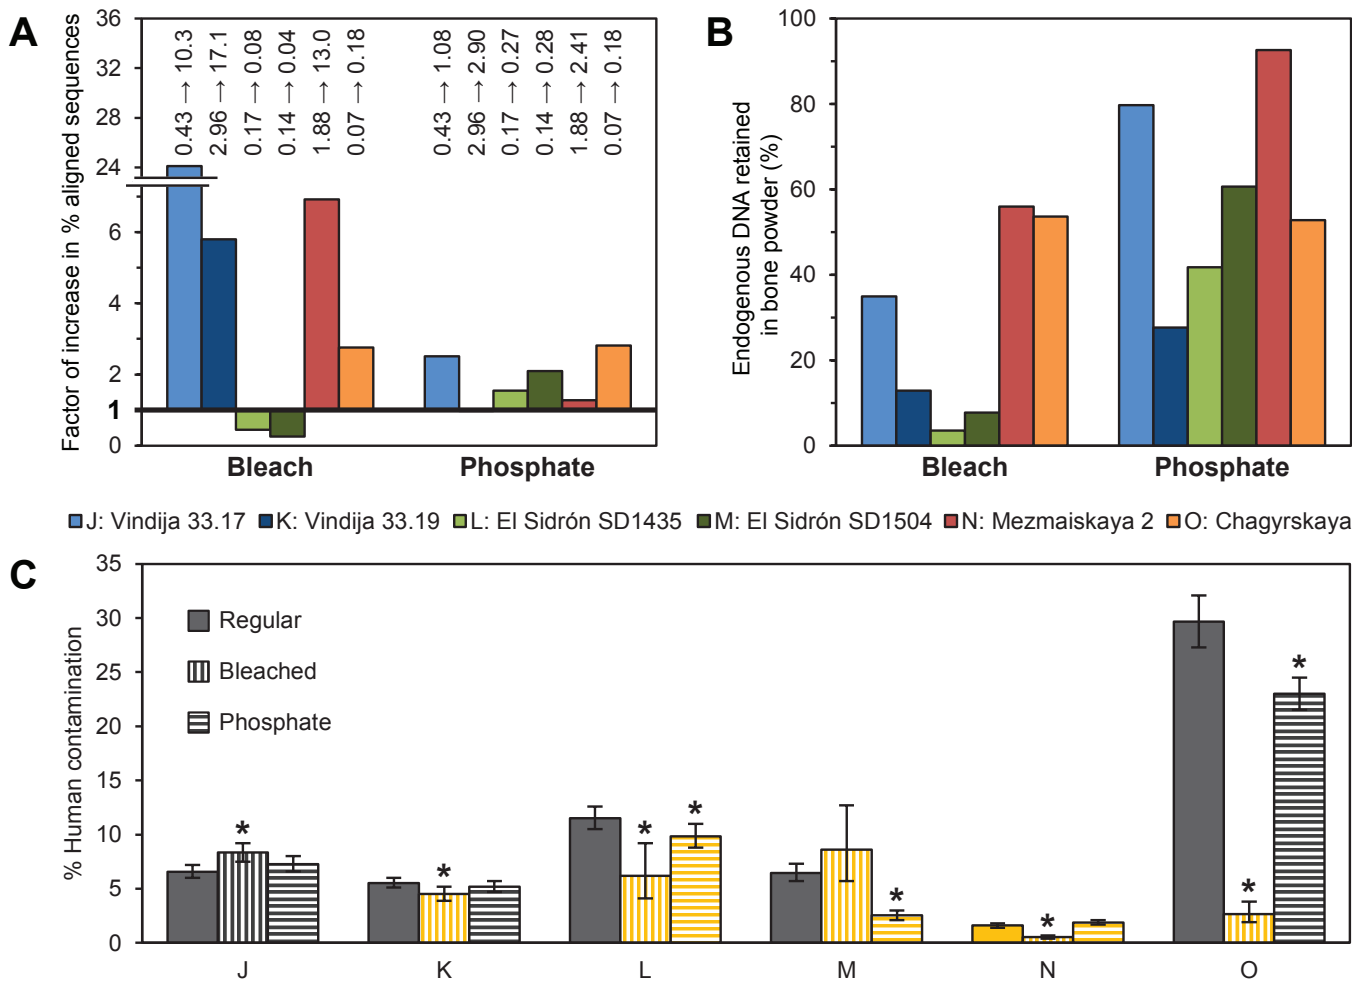 A
Factor of increase in % aligned sequences
36
32
28
24
6
4
2
1
0
0.43 → 10.3
2.96 → 17.1
0.17 → 0.08
0.14 → 0.04
1.88 → 13.0
0.07 → 0.18
0.43 → 1.08
2.96 → 2.90
0.17 → 0.27
0.14 → 0.28
1.88 → 2.41
0.07 → 0.18
Bleach
Phosphate
B
Endogenous DNA retained
in bone powder (%)
100
80
60
40
20
0
Bleach
Phosphate
J: Vindija 33.17
K: Vindija 33.19
L: El Sidrón SD1435
M: El Sidrón SD1504
N: Mezmaiskaya 2
O: Chagyrskaya
C
% Human contamination
35
30
25
20
15
10
5
0
Regular
Bleached
Phosphate
*
*
*
*
*
*
*
*
J
K
L
M
N
O